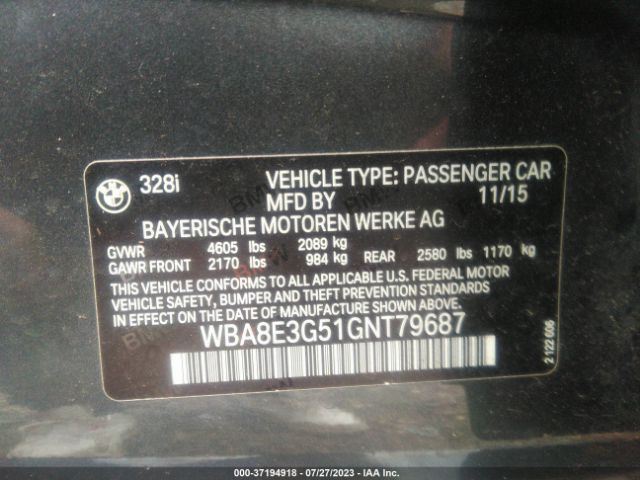 BMW
328i
VEHICLE TYPE: PASSENGER CAR
MFD BY 11/15
BAYERISCHE MOTOREN WERKE AG
GVWR 4605 lbs 2089 kg
GAWR FRONT 2170 lbs 984 kg REAR 2580 lbs 1170 kg
THIS VEHICLE CONFORMS TO ALL APPLICABLE U.S. FEDERAL MOTOR
VEHICLE SAFETY, BUMPER AND THEFT PREVENTION STANDARDS
IN EFFECT ON THE DATE OF MANUFACTURE SHOWN ABOVE.
WBA8E3G51GNT79687
2 122 606
000-37194918 - 07/27/2023 - IAA Inc.